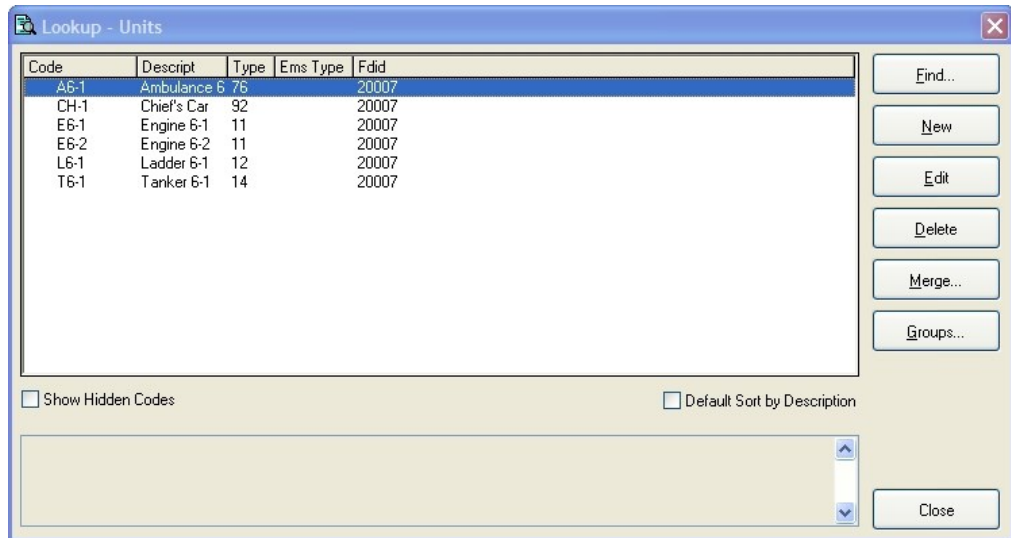 Lookup - Units
Code Descript Type Ems Type Fdid
A6-1 Ambulance 6 76 20007
CH-1 Chief's Car 92 20007
E6-1 Engine 6-1 11 20007
E6-2 Engine 6-2 11 20007
L6-1 Ladder 6-1 12 20007
T6-1 Tanker 6-1 14 20007
Find...
New
Edit
Delete
Merge...
Groups...
Show Hidden Codes
Default Sort by Description
Close